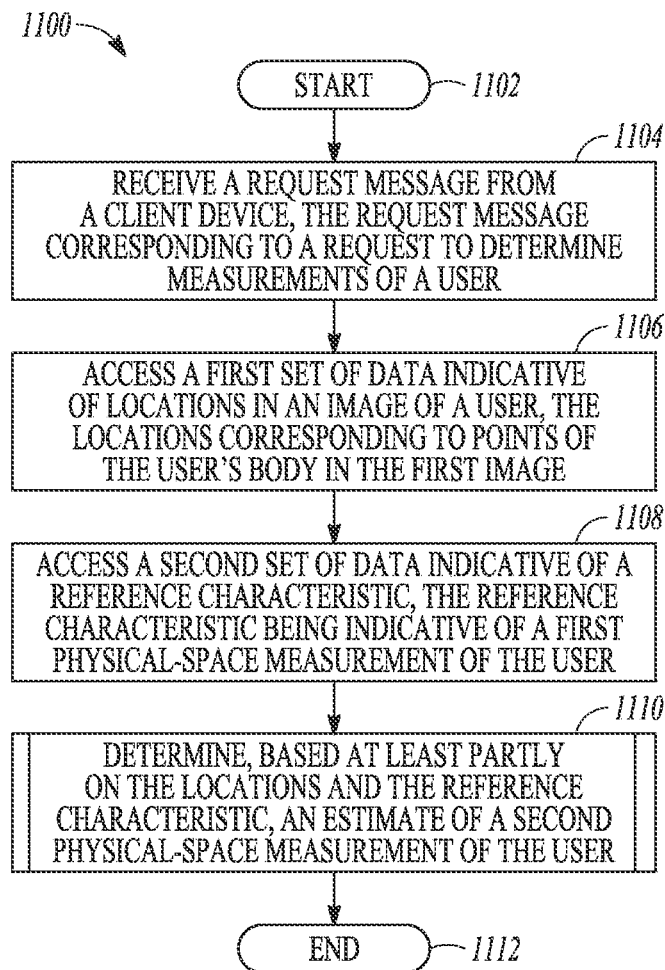 1100
START
1102
1104
RECEIVE A REQUEST MESSAGE FROM
A CLIENT DEVICE, THE REQUEST MESSAGE
CORRESPONDING TO A REQUEST TO DETERMINE
MEASUREMENTS OF A USER
1106
ACCESS A FIRST SET OF DATA INDICATIVE
OF LOCATIONS IN AN IMAGE OF A USER, THE
LOCATIONS CORRESPONDING TO POINTS OF
THE USER'S BODY IN THE FIRST IMAGE
1108
ACCESS A SECOND SET OF DATA INDICATIVE OF A
REFERENCE CHARACTERISTIC, THE REFERENCE
CHARACTERISTIC BEING INDICATIVE OF A FIRST
PHYSICAL-SPACE MEASUREMENT OF THE USER
1110
DETERMINE, BASED AT LEAST PARTLY
ON THE LOCATIONS AND THE REFERENCE
CHARACTERISTIC, AN ESTIMATE OF A SECOND
PHYSICAL-SPACE MEASUREMENT OF THE USER
END
1112